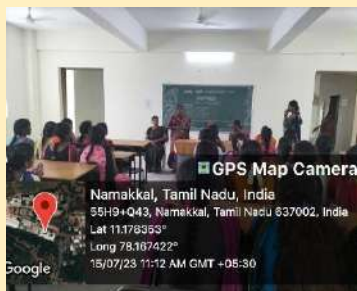 GPS Map Camera
Namakkal, Tamil Nadu, India
55H9+Q43, Namakkal, Tamil Nadu 637002, India
Lat 11.178353°
Long 78.167422°
15/07/23 11:12 AM GMT +05:30
Google